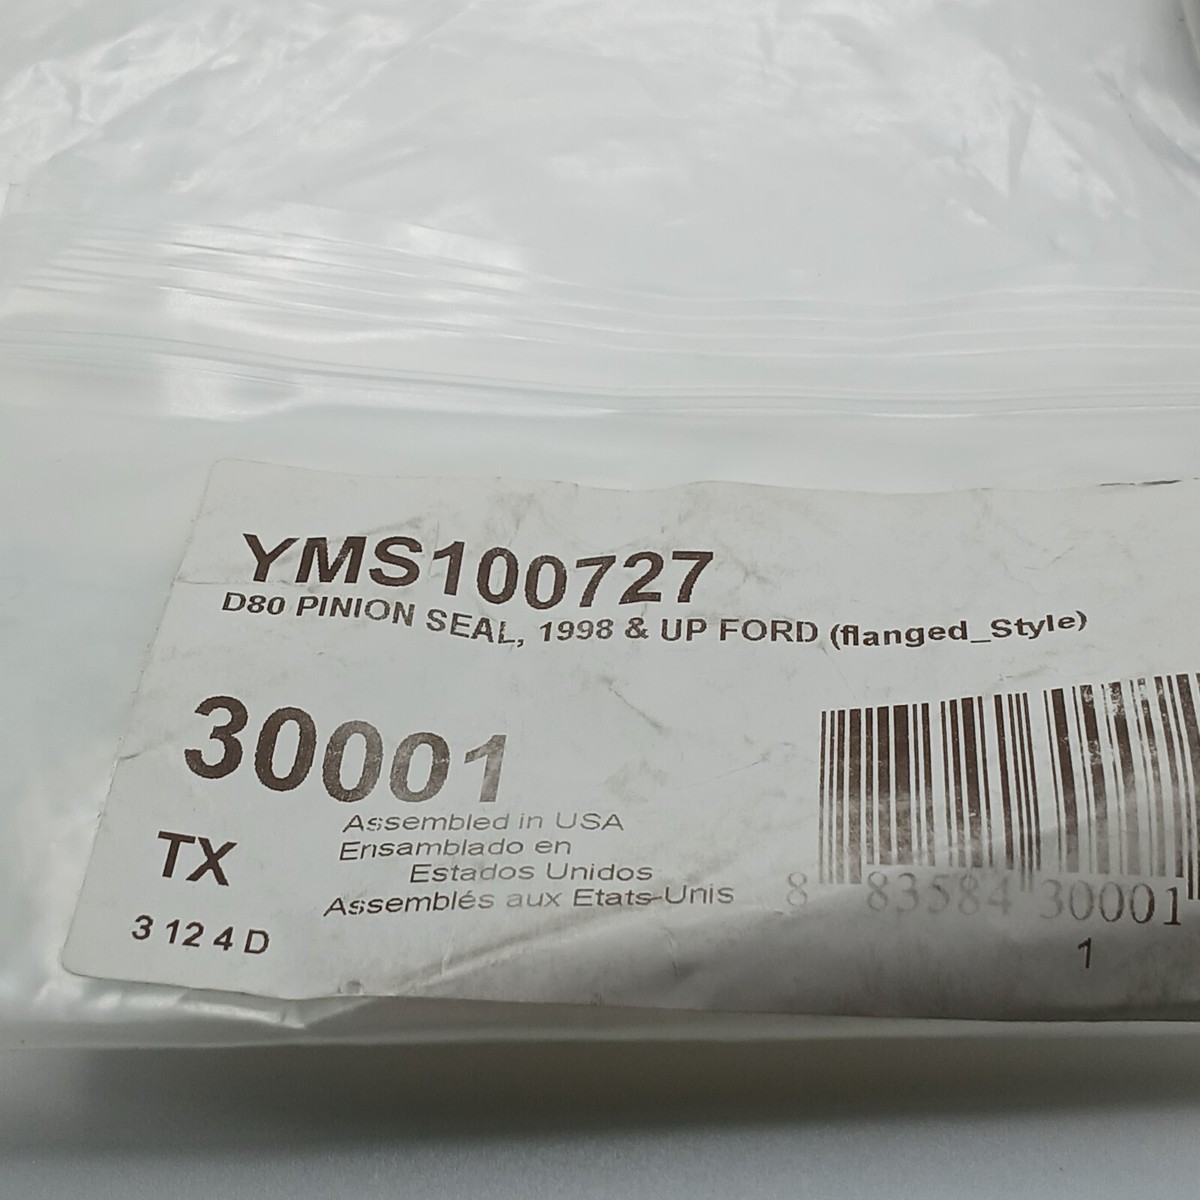 YMS100727
D80 PINION SEAL, 1998 & UP FORD (flanged_Style)
30001
Assembled in USA
TX
Ensamblado en
Estados Unidos
Assemblés aux Etats-Unis
3 12 4 D
8 83584 30001
1